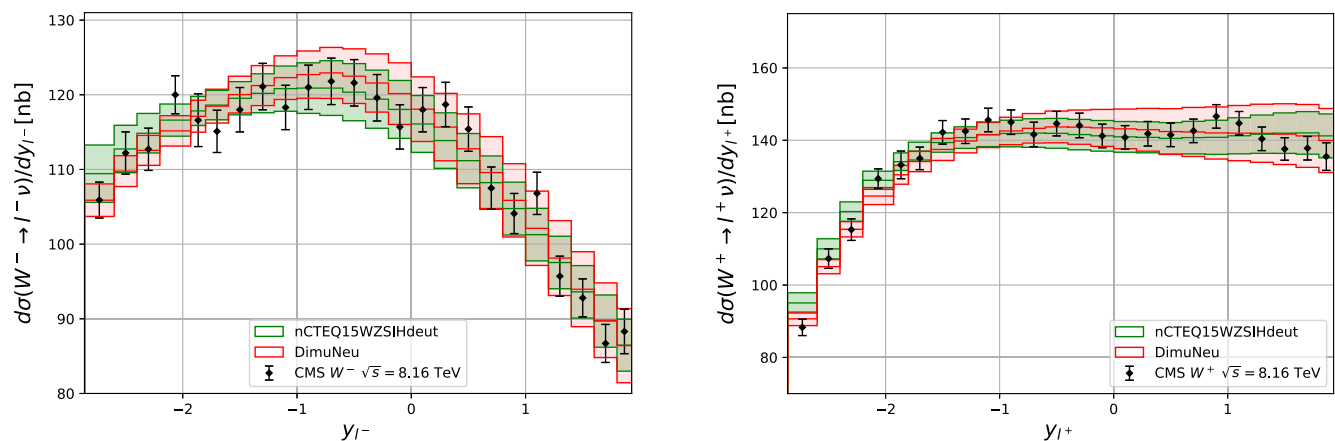 130
120
110
100
90
80
dσ(W⁻ → l⁻ν)/dy_{l⁻} [nb]
nCTEQ15WZSIHdeut
DimuNeu
CMS W⁻ √s = 8.16 TeV
−2 −1 0 1
y_{l⁻}
160
140
120
100
80
dσ(W⁺ → l⁺ν)/dy_{l⁺} [nb]
nCTEQ15WZSIHdeut
DimuNeu
CMS W⁺ √s = 8.16 TeV
−2 −1 0 1
y_{l⁺}